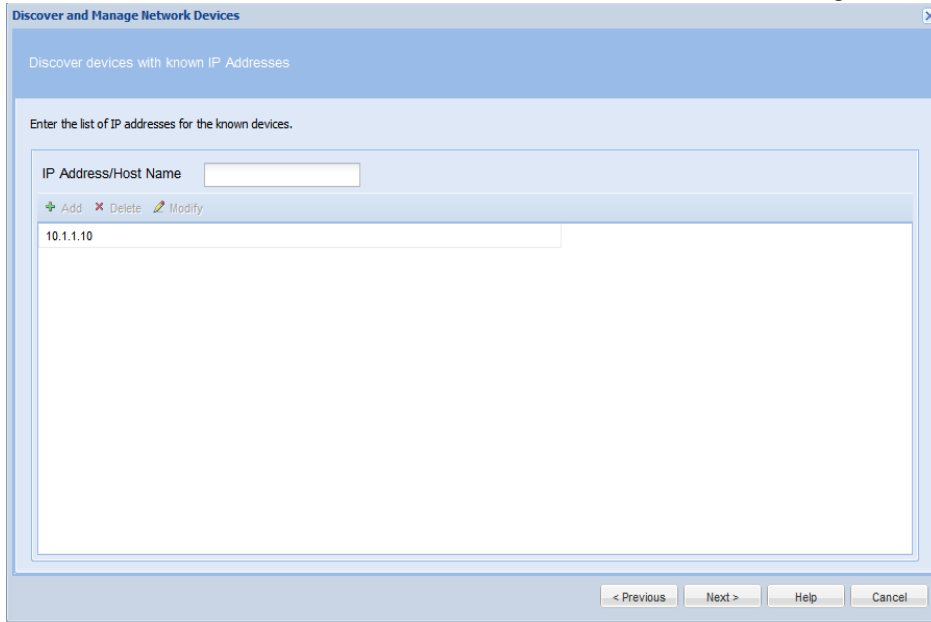 Discover and Manage Network Devices
Discover devices with known IP Addresses
Enter the list of IP addresses for the known devices.
IP Address/Host Name
Add Delete Modify
10.1.1.10
< Previous Next > Help Cancel